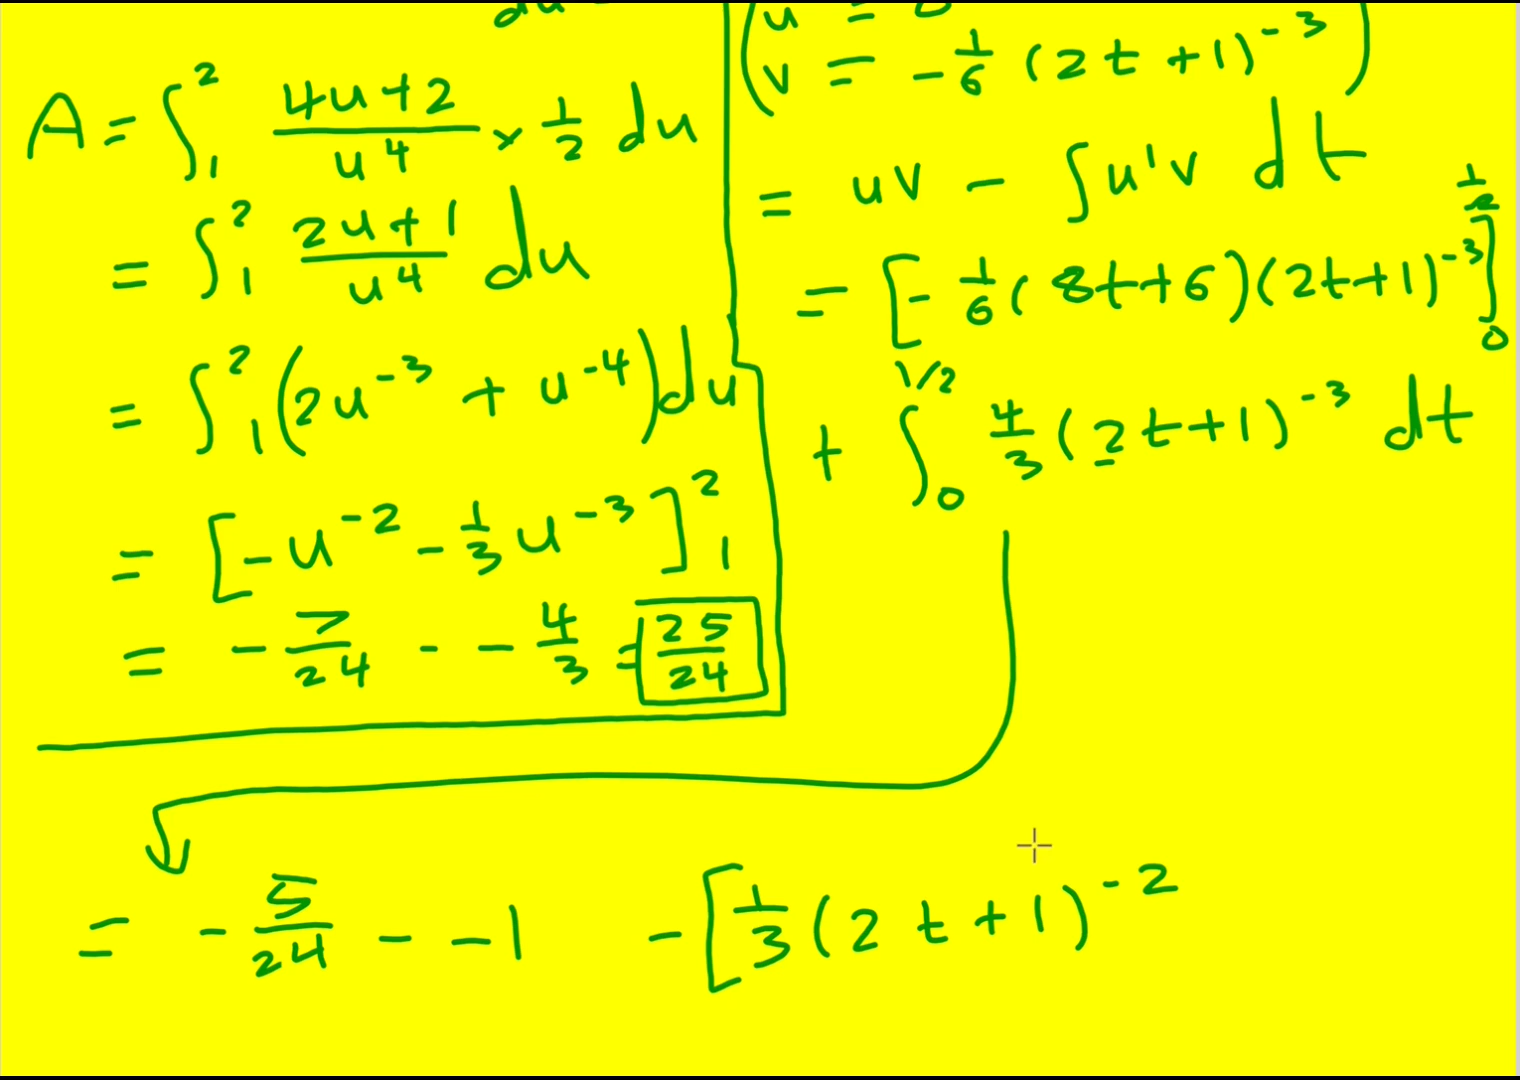 du
A = ∫₁² (4u+2)/u⁴ × 1/2 du
= ∫₁² (2u+1)/u⁴ du
= ∫₁² (2u⁻³ + u⁻⁴) du
= [-u⁻² - 1/3 u⁻³]₁²
= - 7/24 - - 4/3 = 25/24
u =
v = - 1/6 (2t+1)⁻³)
= uv - ∫u'v dt
= [- 1/6 (8t+6)(2t+1)⁻³]₀^(1/2)
+ ∫₀^(1/2) 4/3 (2t+1)⁻³ dt
= - 5/24 - - 1 - [1/3 (2t+1)⁻²